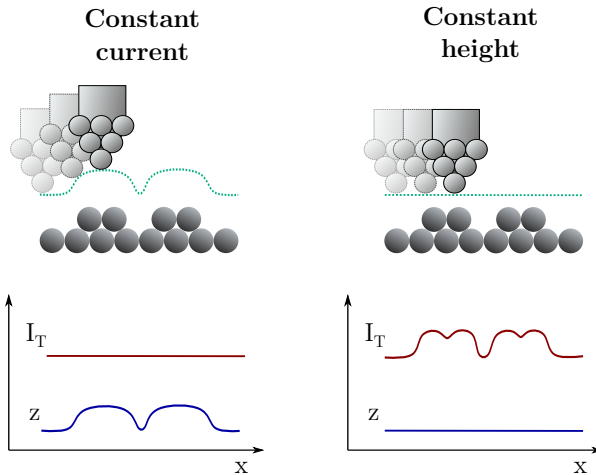 Constant
current
Constant
height
I_T
z
x
I_T
z
x